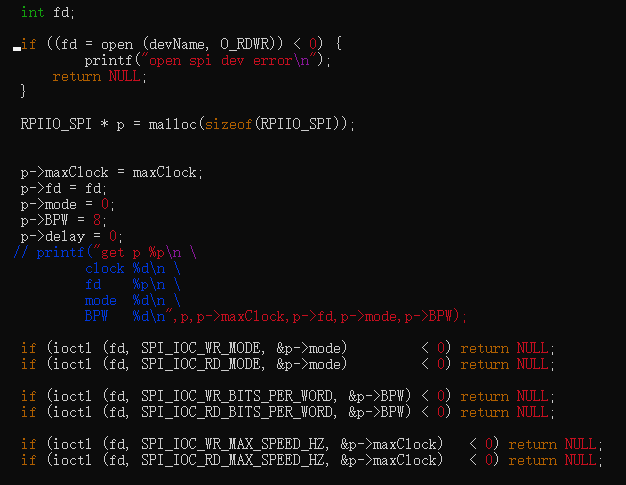 int fd;
if ((fd = open (devName, O_RDWR)) < 0) {
printf("open spi dev error\n");
return NULL;
}
RPIIO_SPI * p = malloc(sizeof(RPIIO_SPI));
p->maxClock = maxClock;
p->fd = fd;
p->mode = 0;
p->BPW = 8;
p->delay = 0;
// printf("get p %p\n \
clock %d\n \
fd %p\n \
mode %d\n \
BPW %d\n",p,p->maxClock,p->fd,p->mode,p->BPW);
if (ioctl (fd, SPI_IOC_WR_MODE, &p->mode) < 0) return NULL;
if (ioctl (fd, SPI_IOC_RD_MODE, &p->mode) < 0) return NULL;
if (ioctl (fd, SPI_IOC_WR_BITS_PER_WORD, &p->BPW) < 0) return NULL;
if (ioctl (fd, SPI_IOC_RD_BITS_PER_WORD, &p->BPW) < 0) return NULL;
if (ioctl (fd, SPI_IOC_WR_MAX_SPEED_HZ, &p->maxClock) < 0) return NULL;
if (ioctl (fd, SPI_IOC_RD_MAX_SPEED_HZ, &p->maxClock) < 0) return NULL;